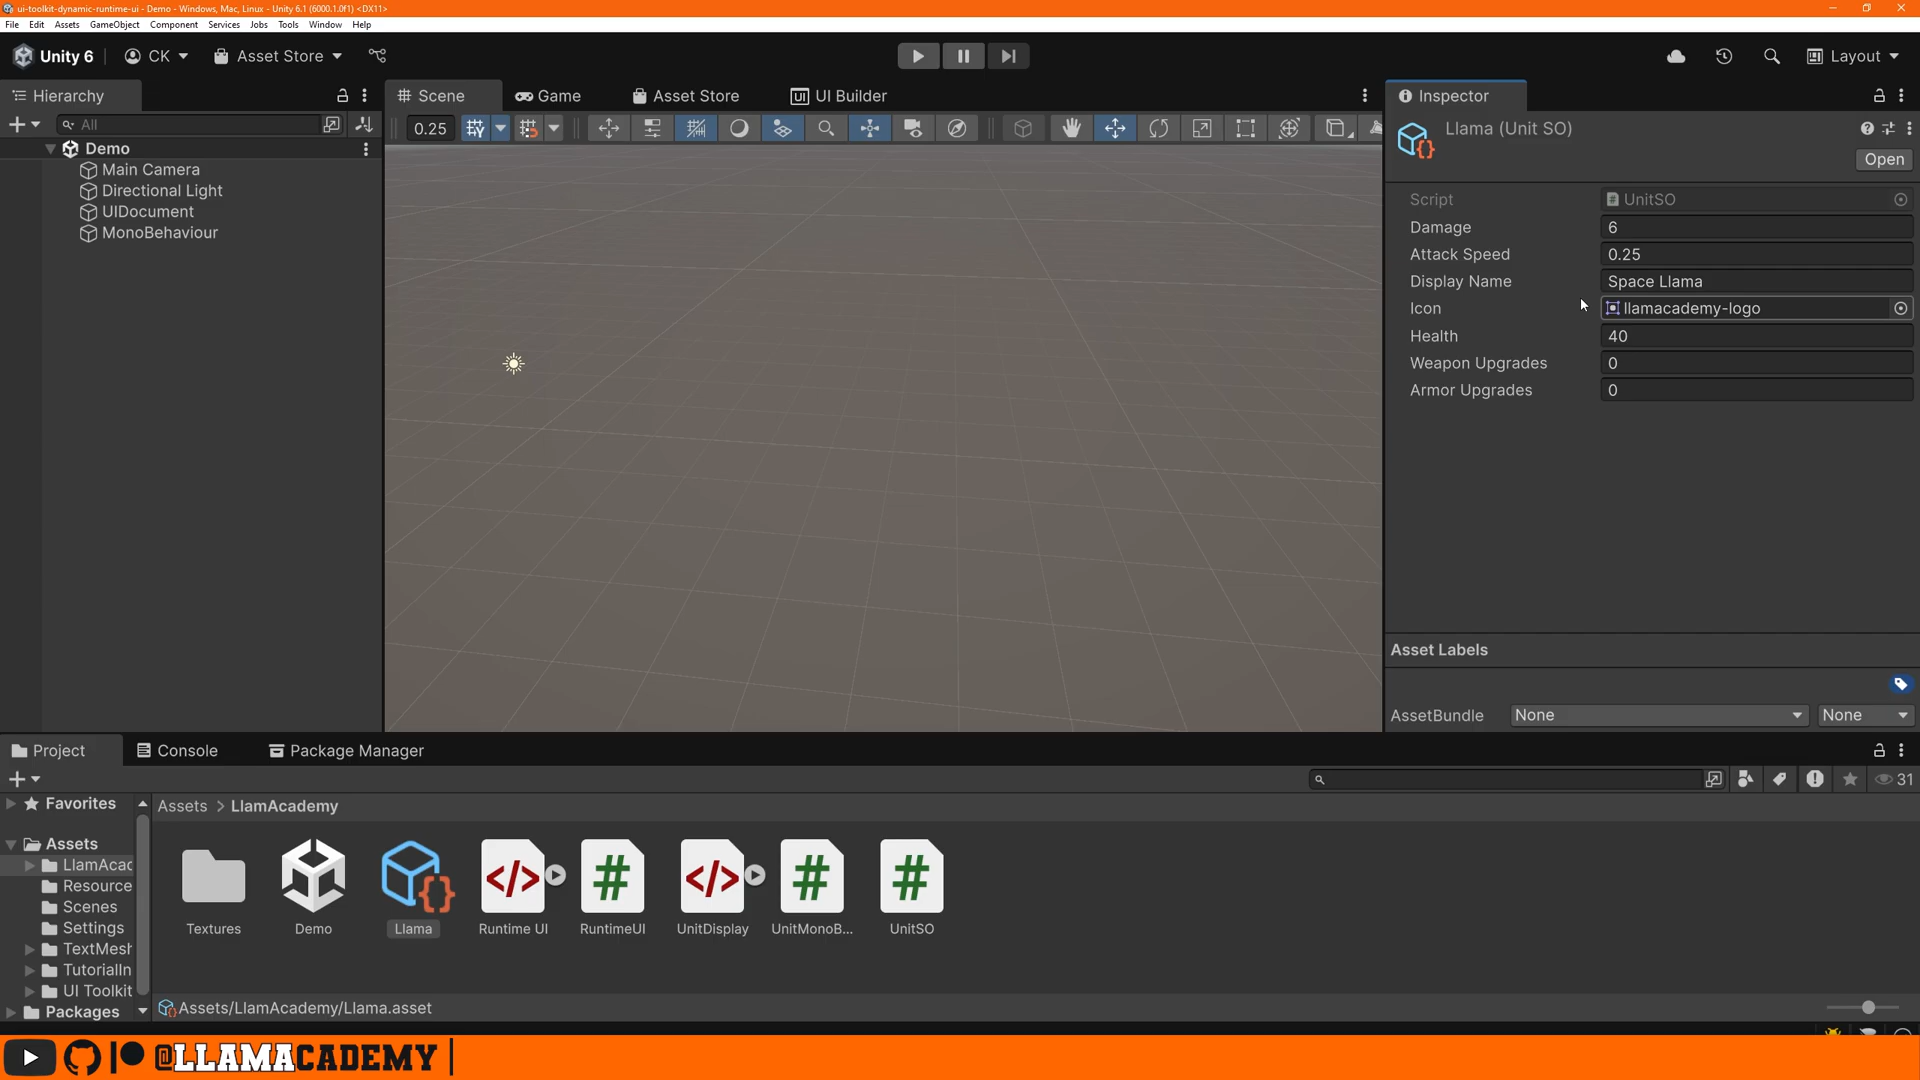 ui-toolkit-dynamic-runtime-ui - Demo - Windows, Mac, Linux - Unity 6.1 (6000.1.0f1) <DX11>
File Edit Assets GameObject Component Services Jobs Tools Window Help
Unity 6 CK Asset Store Layout
Hierarchy
All
Demo
Main Camera
Directional Light
UIDocument
MonoBehaviour
Scene Game Asset Store UI Builder
0.25
Inspector
Llama (Unit SO)
Open
Script UnitSO
Damage 6
Attack Speed 0.25
Display Name Space Llama
Icon llamacademy-logo
Health 40
Weapon Upgrades 0
Armor Upgrades 0
Asset Labels
AssetBundle None None
Project Console Package Manager
31
Favorites
Assets
LlamAcad
Resource
Scenes
Settings
TextMesh
TutorialIn
UI Toolkit
Packages
Assets > LlamAcademy
Textures Demo Llama Runtime UI RuntimeUI UnitDisplay UnitMonoB... UnitSO
Assets/LlamAcademy/Llama.asset
@LLAMACADEMY